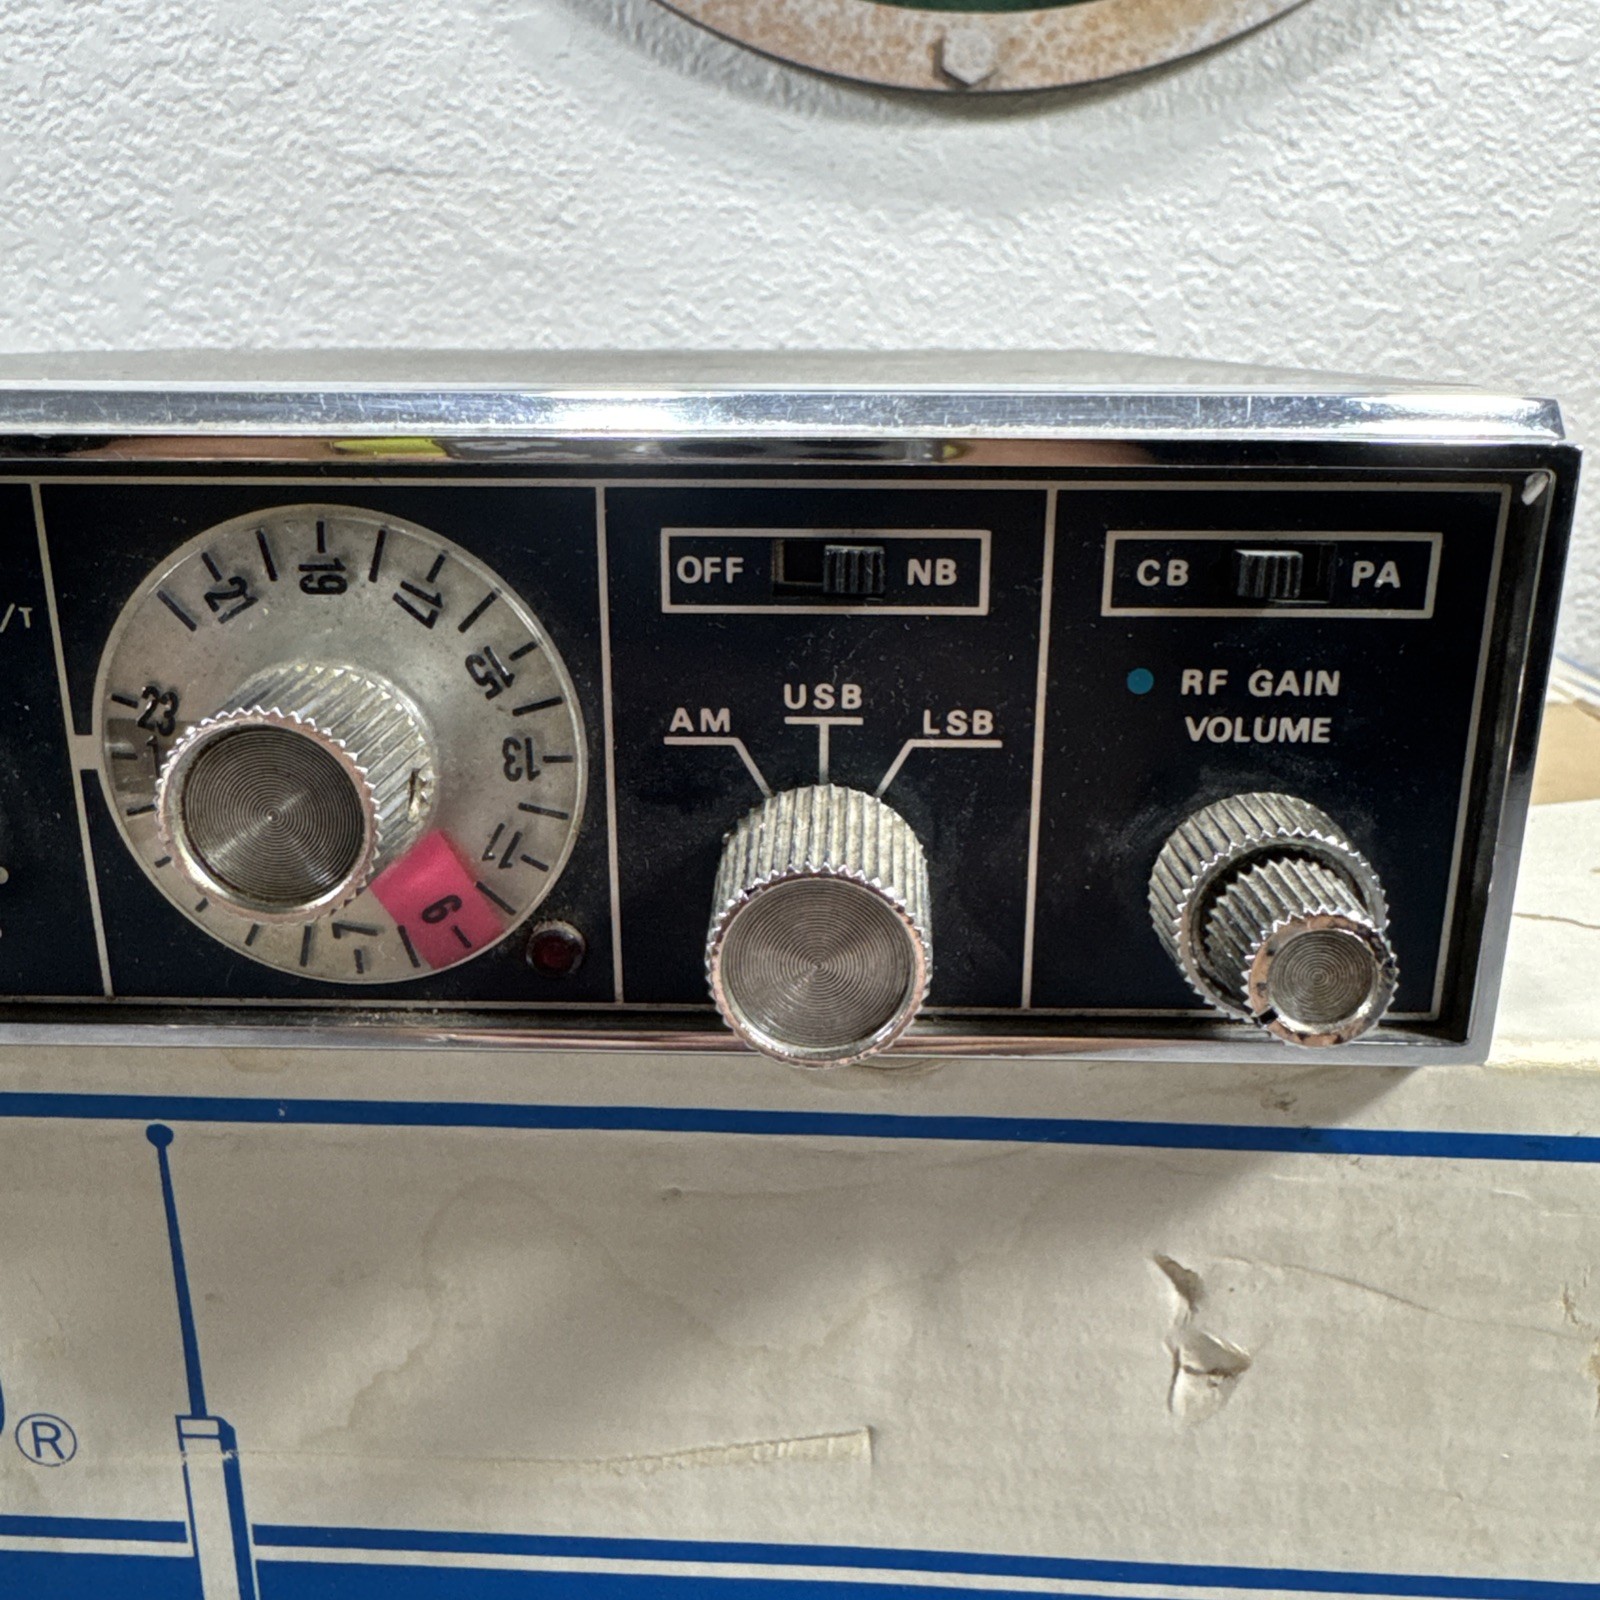 /T
21
19
17
15
13
11
9
7
23
1
OFF NB
AM
USB
LSB
CB PA
RF GAIN
VOLUME
®